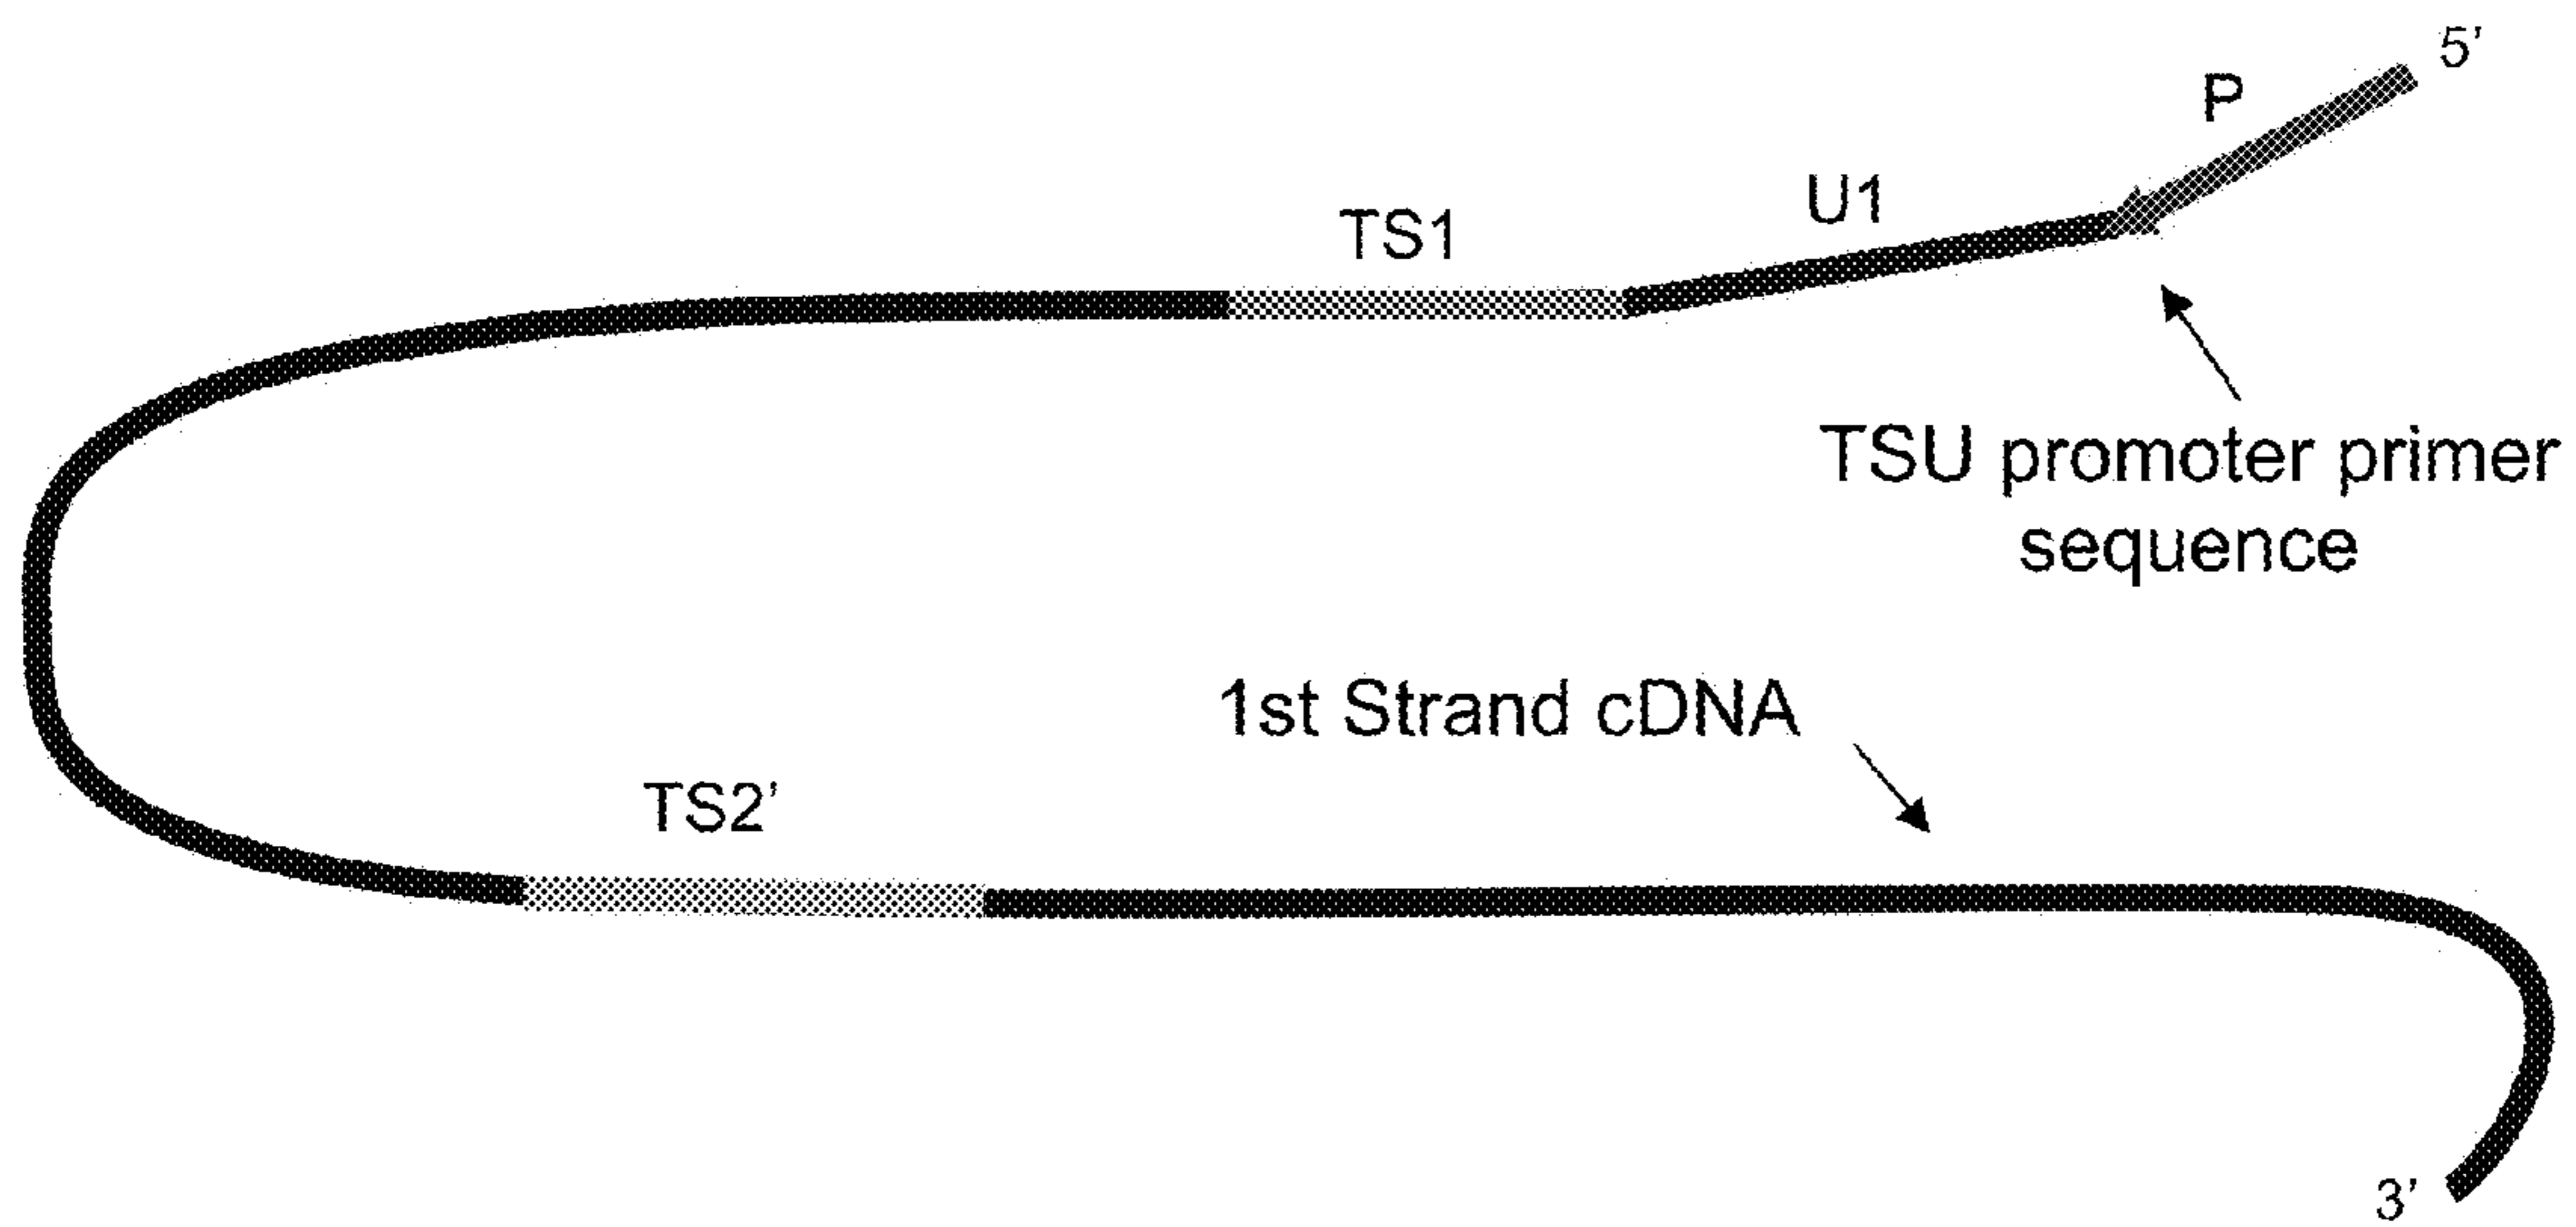 5'
P
U1
TS1
TSU promoter primer
sequence
1st Strand cDNA
TS2'
3'